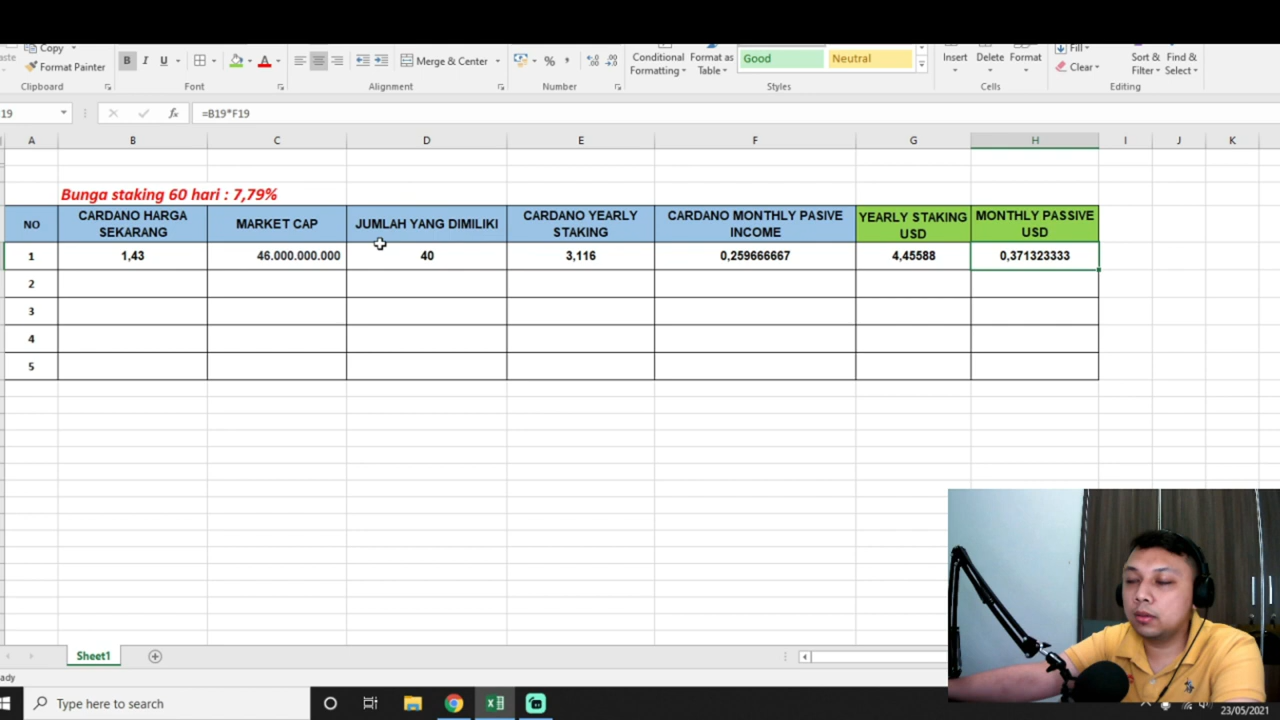 Copy
Format Painter
B I U
Merge & Center
%
Conditional Formatting
Format as Table
Good
Neutral
Insert
Delete
Format
Fill
Clear
Sort & Filter
Find & Select
Clipboard
Font
Alignment
Number
Styles
Cells
Editing
19
fx
=B19*F19
A B C D E F G H I J K
Bunga staking 60 hari : 7,79%
NO
CARDANO HARGA
SEKARANG
MARKET CAP
JUMLAH YANG DIMILIKI
CARDANO YEARLY
STAKING
CARDANO MONTHLY PASIVE
INCOME
YEARLY STAKING
USD
MONTHLY PASSIVE
USD
1 1,43 46.000.000.000 40 3,116 0,259666667 4,45588 0,371323333
2
3
4
5
Sheet1
Type here to search
23/05/2021